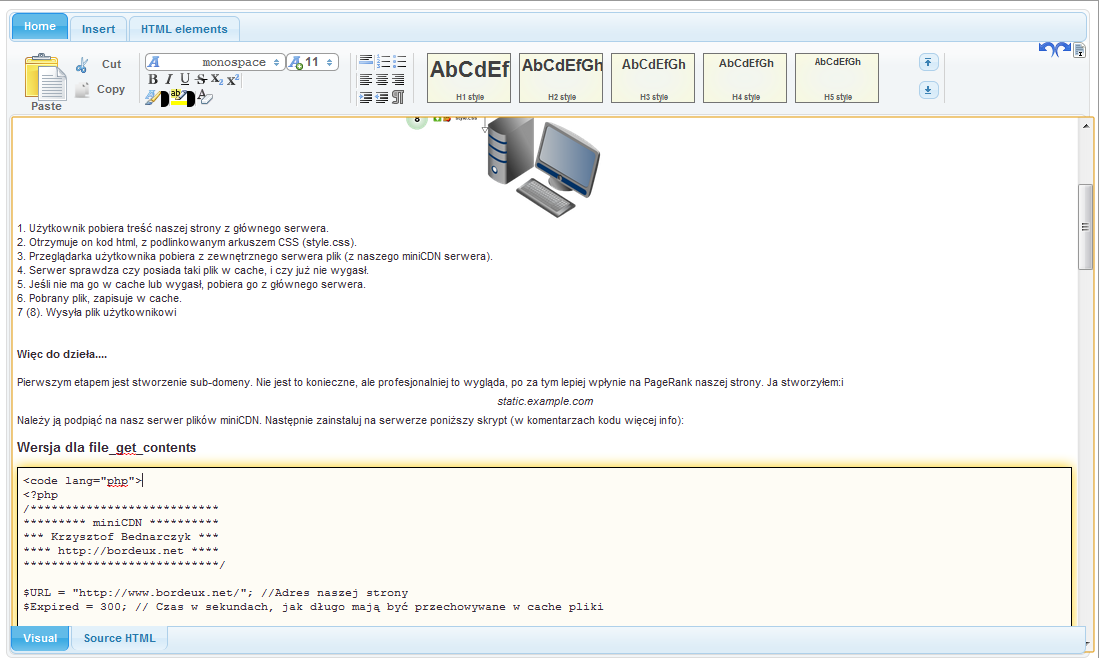 Home Insert HTML elements
Paste
Cut
Copy
monospace 11
B I U S X2 X2
ab
AbCdEf
H1 style
AbCdEfGh
H2 style
AbCdEfGh
H3 style
AbCdEfGh
H4 style
AbCdEfGh
H5 style
8 style.css
1. Użytkownik pobiera treść naszej strony z głównego serwera.
2. Otrzymuje on kod html, z podlinkowanym arkuszem CSS (style.css).
3. Przeglądarka użytkownika pobiera z zewnętrznego serwera plik (z naszego miniCDN serwera).
4. Serwer sprawdza czy posiada taki plik w cache, i czy już nie wygasł.
5. Jeśli nie ma go w cache lub wygasł, pobiera go z głównego serwera.
6. Pobrany plik, zapisuje w cache.
7 (8). Wysyła plik użytkownikowi
Więc do dzieła....
Pierwszym etapem jest stworzenie sub-domeny. Nie jest to konieczne, ale profesjonalniej to wygląda, po za tym lepiej wpłynie na PageRank naszej strony. Ja stworzyłem:i
static.example.com
Należy ją podpiąć na nasz serwer plików miniCDN. Następnie zainstaluj na serwerze poniższy skrypt (w komentarzach kodu więcej info):
Wersja dla file_get_contents
<code lang="php">
<?php
/***************************
********* miniCDN **********
*** Krzysztof Bednarczyk ***
**** http://bordeux.net ****
****************************/
$URL = "http://www.bordeux.net/"; //Adres naszej strony
$Expired = 300; // Czas w sekundach, jak długo mają być przechowywane w cache pliki
Visual Source HTML